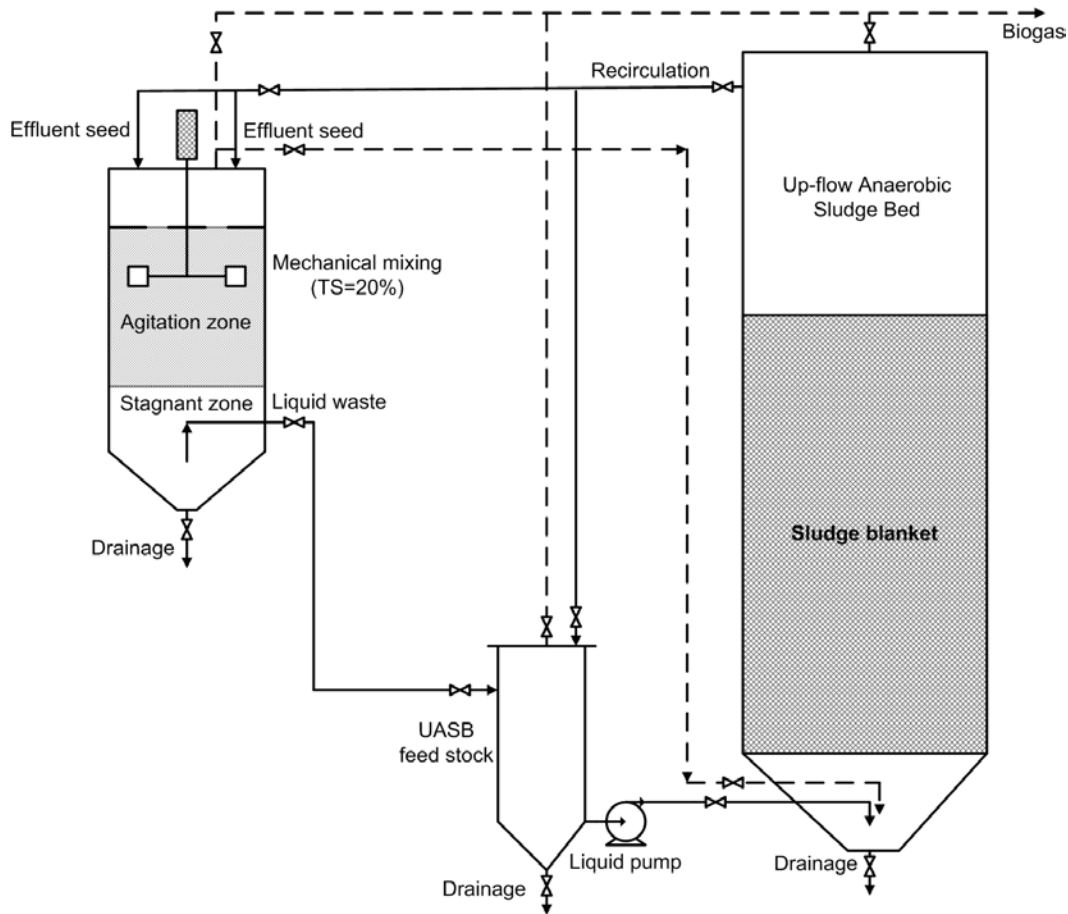 Biogas
Recirculation
Effluent seed
Effluent seed
Up-flow Anaerobic
Sludge Bed
Mechanical mixing
(TS=20%)
Agitation zone
Stagnant zone
Liquid waste
Sludge blanket
Drainage
UASB
feed stock
Liquid pump
Drainage
Drainage